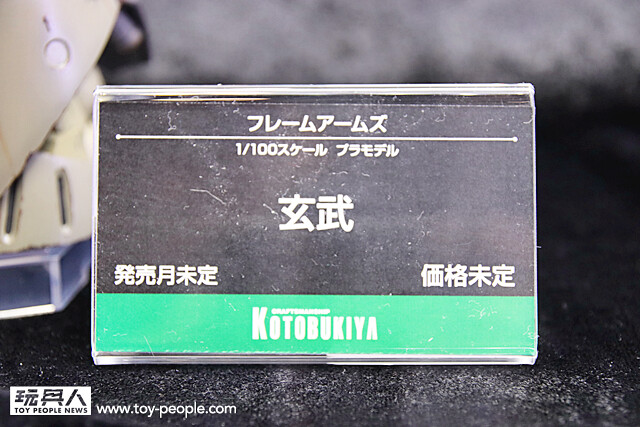 フレームアームズ
1/100スケール プラモデル
玄武
発売月未定 価格未定
CRAFTSMANSHIP
KOTOBUKIYA
玩具人
TOY PEOPLE NEWS www.toy-people.com